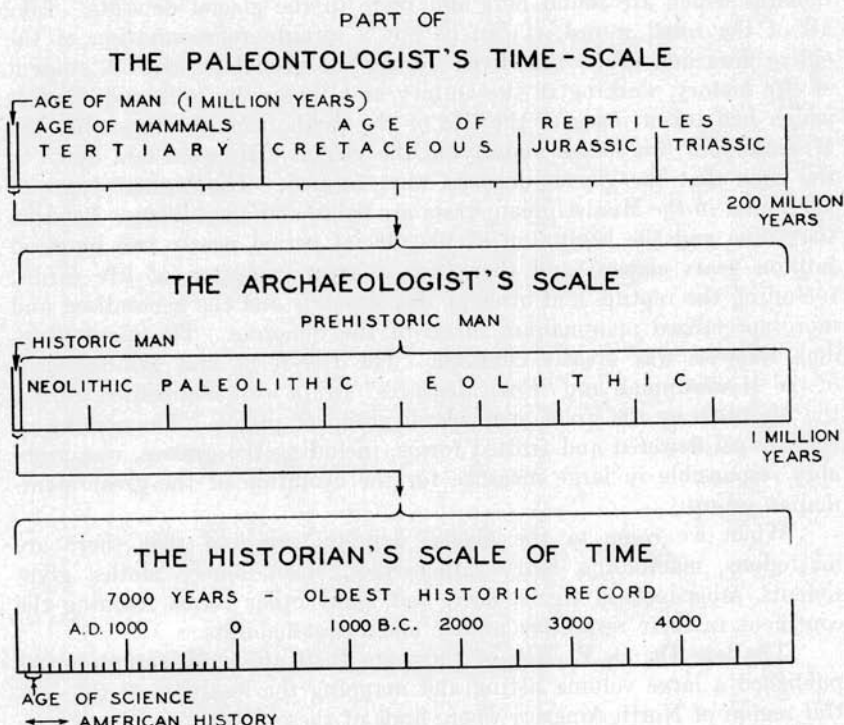 PART OF
THE PALEONTOLOGIST'S TIME-SCALE
AGE OF MAN (1 MILLION YEARS)
AGE OF MAMMALS AGE OF REPTILES
TERTIARY CRETACEOUS JURASSIC TRIASSIC
200 MILLION
YEARS
THE ARCHAEOLOGIST'S SCALE
PREHISTORIC MAN
HISTORIC MAN
NEOLITHIC PALEOLITHIC EOLITHIC
1 MILLION
YEARS
THE HISTORIAN'S SCALE OF TIME
7000 YEARS - OLDEST HISTORIC RECORD
A.D. 1000 0 1000 B.C. 2000 3000 4000
AGE OF SCIENCE
AMERICAN HISTORY